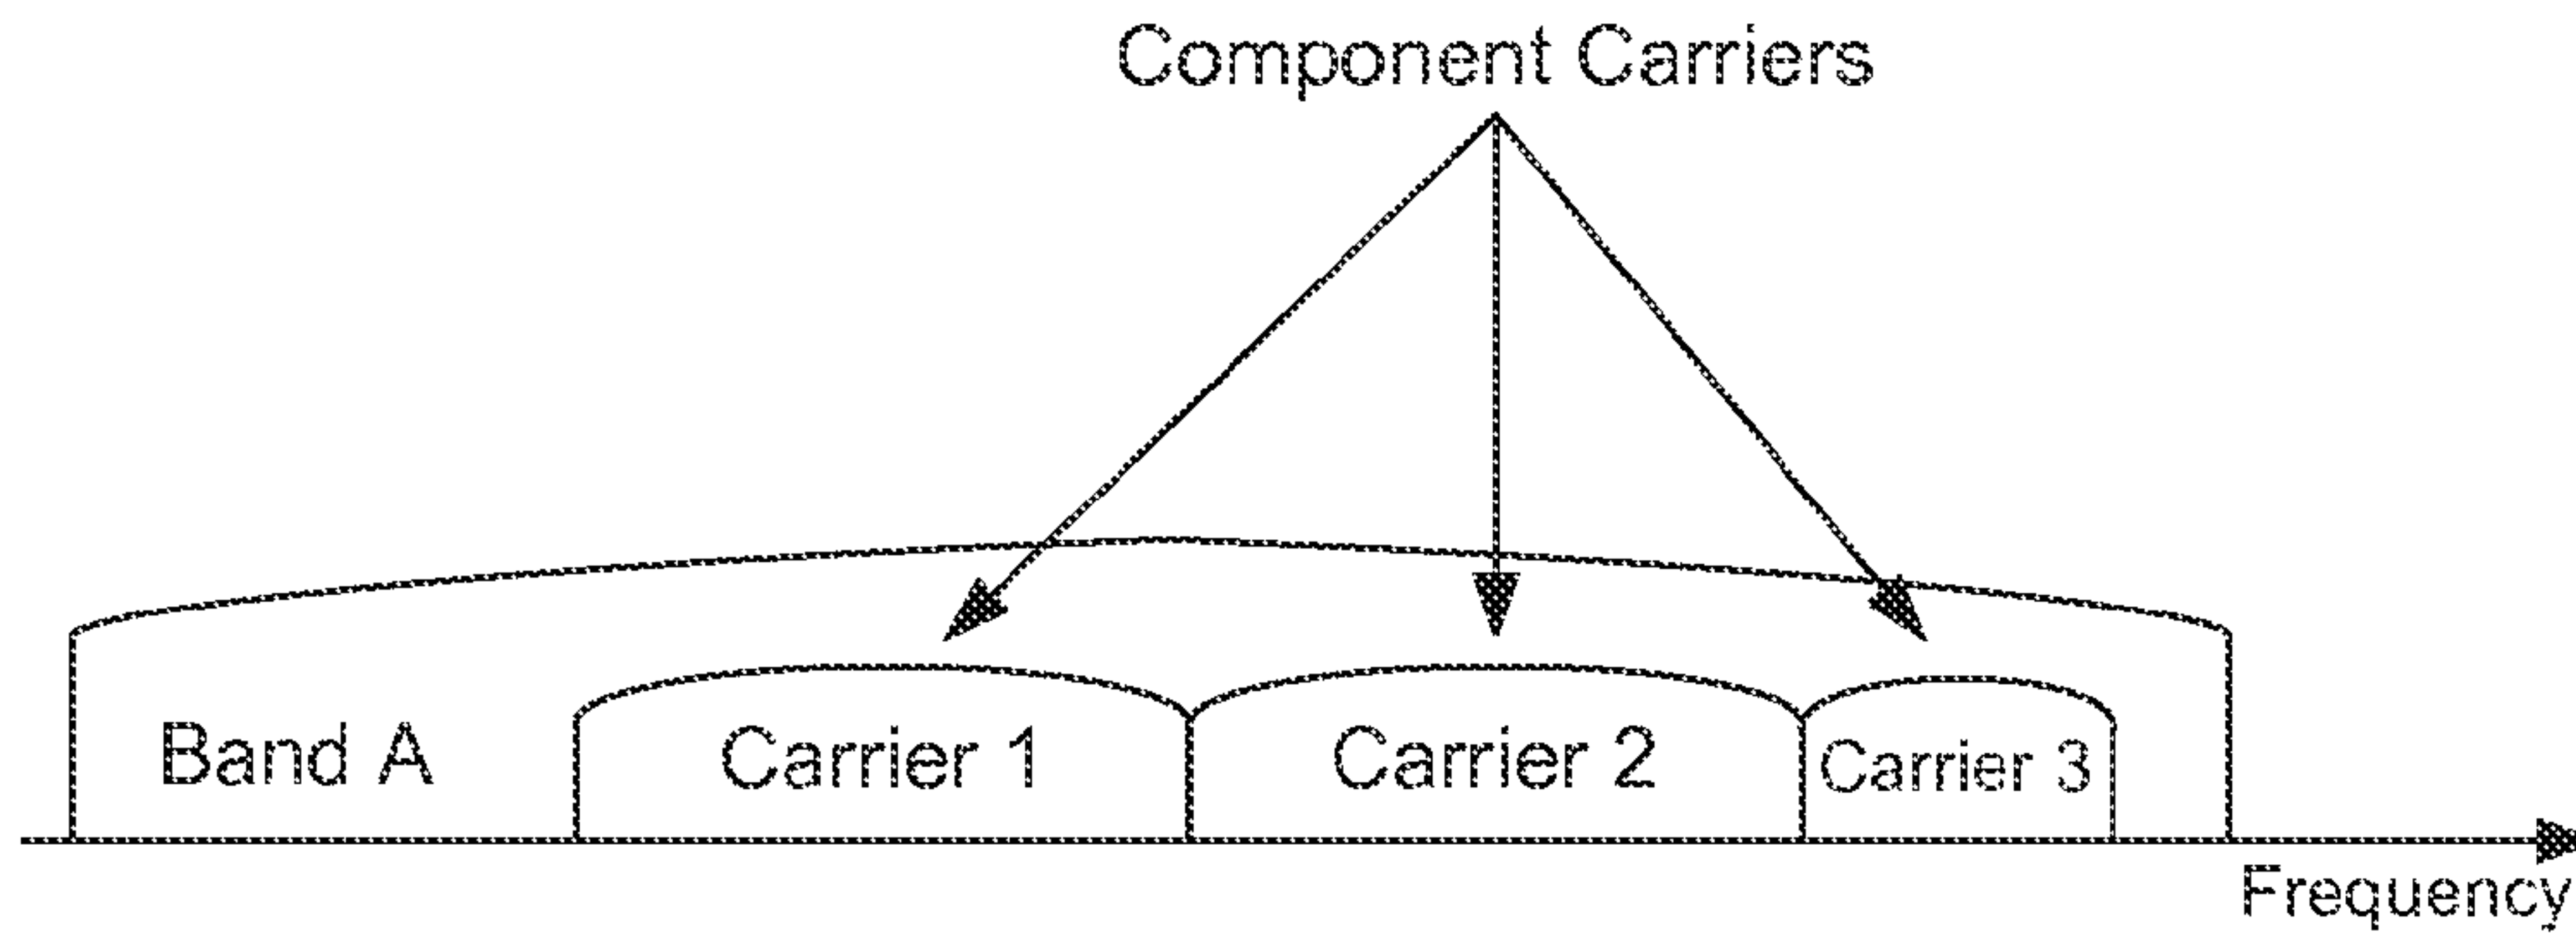 Component Carriers
Band A
Carrier 1
Carrier 2
Carrier 3
Frequency